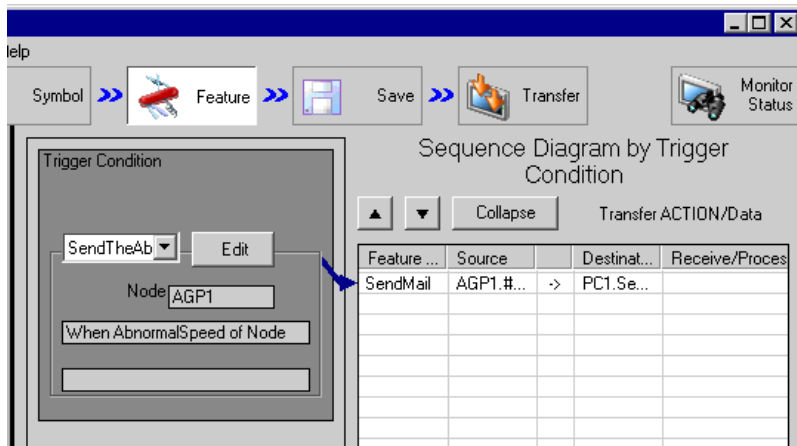 Help
Symbol
Feature
Save
Transfer
Monitor
Status
Trigger Condition
SendTheAb
Edit
Node
AGP1
When AbnormalSpeed of Node
Sequence Diagram by Trigger
Condition
Collapse
Transfer ACTION/Data
Feature ... Source Destinat... Receive/Proces
SendMail AGP1.#... -> PC1.Se...